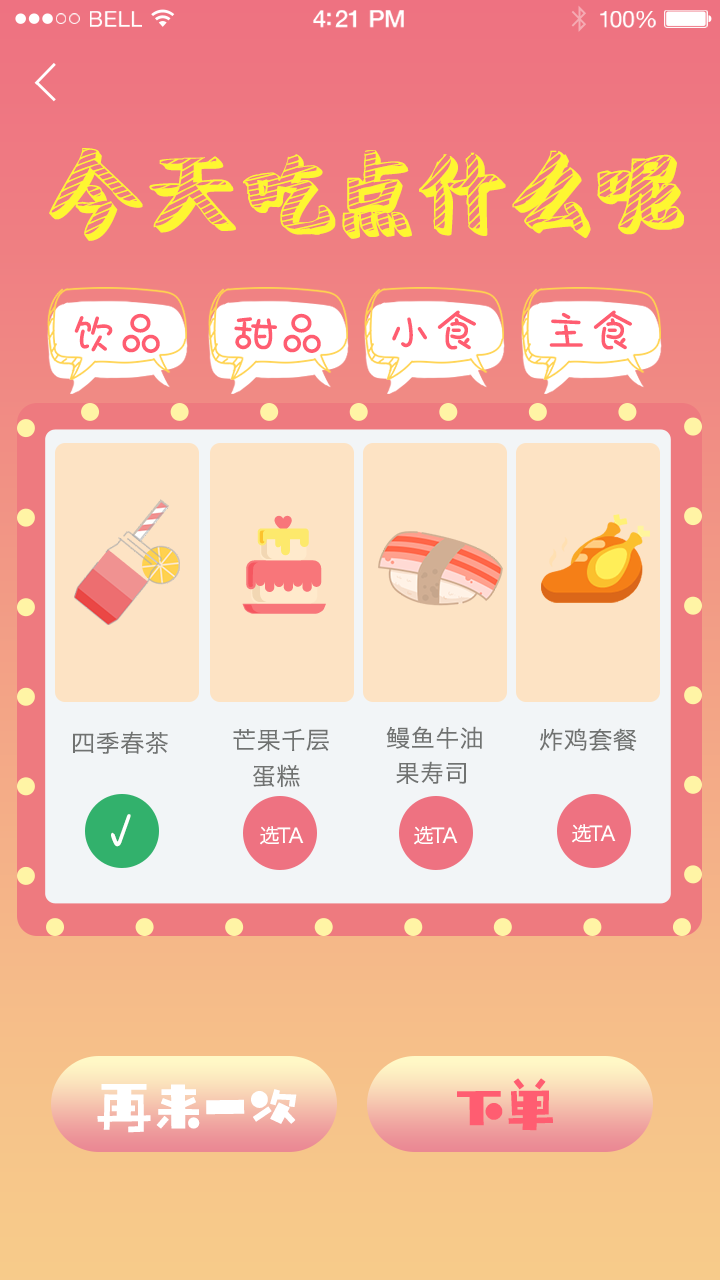 BELL 4:21 PM 100%
今天吃点什么呢
饮品 甜品 小食 主食
四季春茶 芒果千层 鳗鱼牛油 炸鸡套餐
蛋糕 果寿司
选TA 选TA 选TA
再来一次 下单